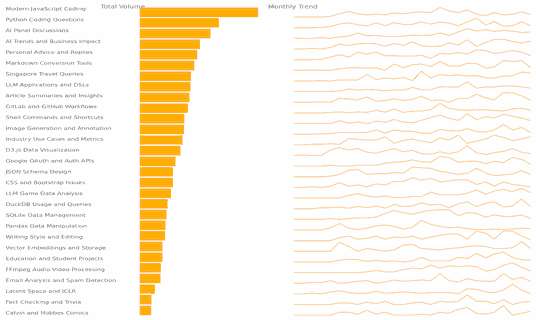 Total Volume
Monthly Trend
Modern JavaScript Coding
Python Coding Questions
AI Panel Discussions
AI Trends and Business Impact
Personal Advice and Replies
Markdown Conversion Tools
Singapore Travel Queries
LLM Applications and DSLs
Article Summaries and Insights
GitLab and GitHub Workflows
Shell Commands and Shortcuts
Image Generation and Annotation
Industry Use Cases and Metrics
D3.js Data Visualization
Google OAuth and Auth APIs
JSON Schema Design
CSS and Bootstrap Issues
LLM Game Data Analysis
DuckDB Usage and Queries
SQLite Data Management
Pandas Data Manipulation
Writing Style and Editing
Vector Embeddings and Storage
Education and Student Projects
FFmpeg Audio Video Processing
Email Analysis and Spam Detection
Latent Space and ICLR
Fact Checking and Trivia
Calvin and Hobbes Comics